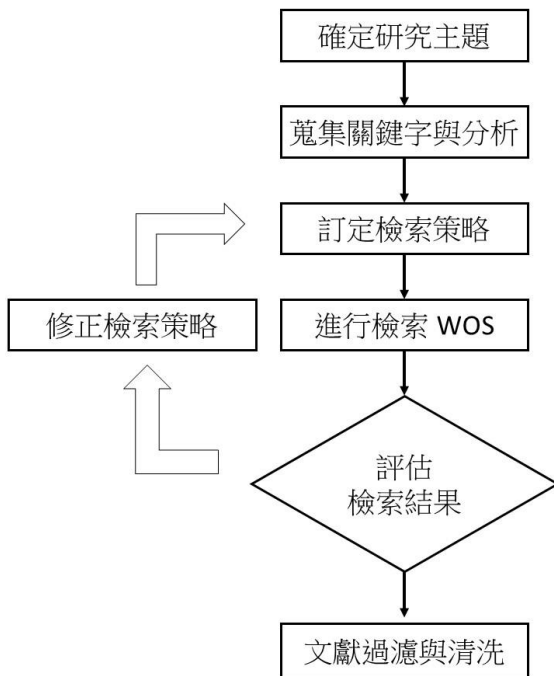 確定研究主題
蒐集關鍵字與分析
訂定檢索策略
修正檢索策略
進行檢索 WOS
評估
檢索結果
文獻過濾與清洗